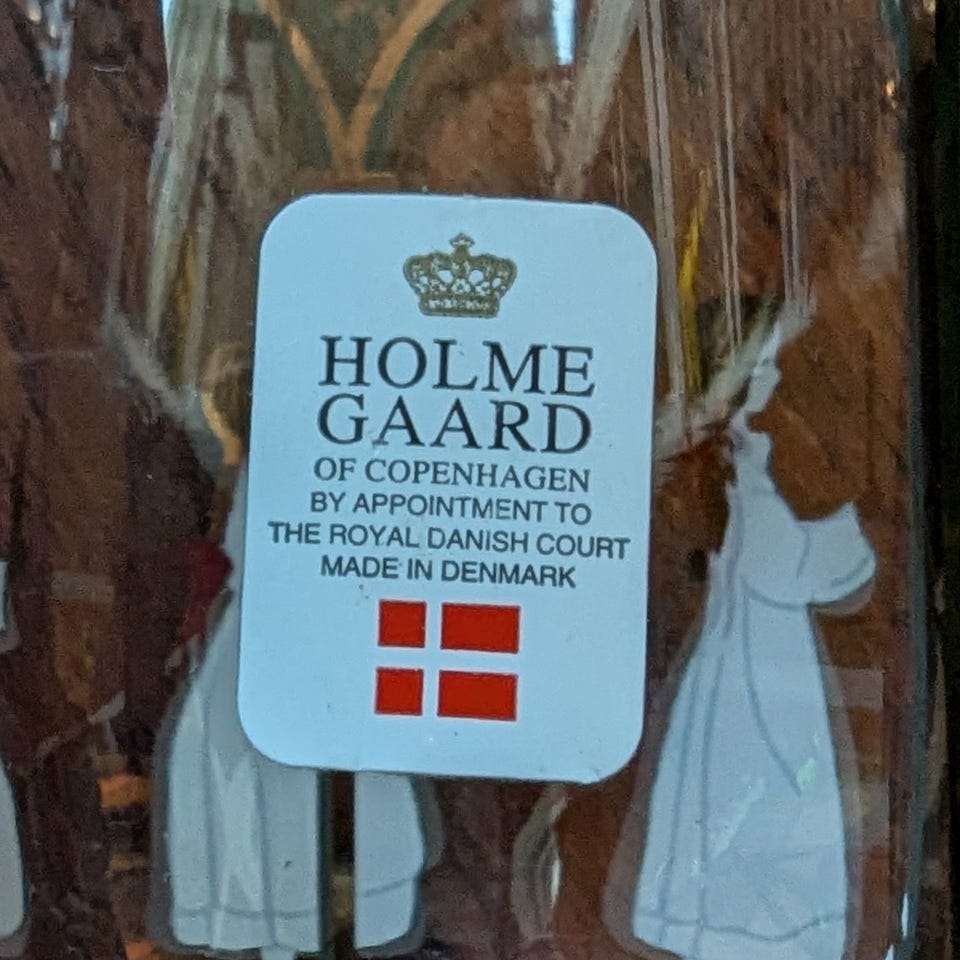 HOLME
GAARD
OF COPENHAGEN
BY APPOINTMENT TO
THE ROYAL DANISH COURT
MADE IN DENMARK